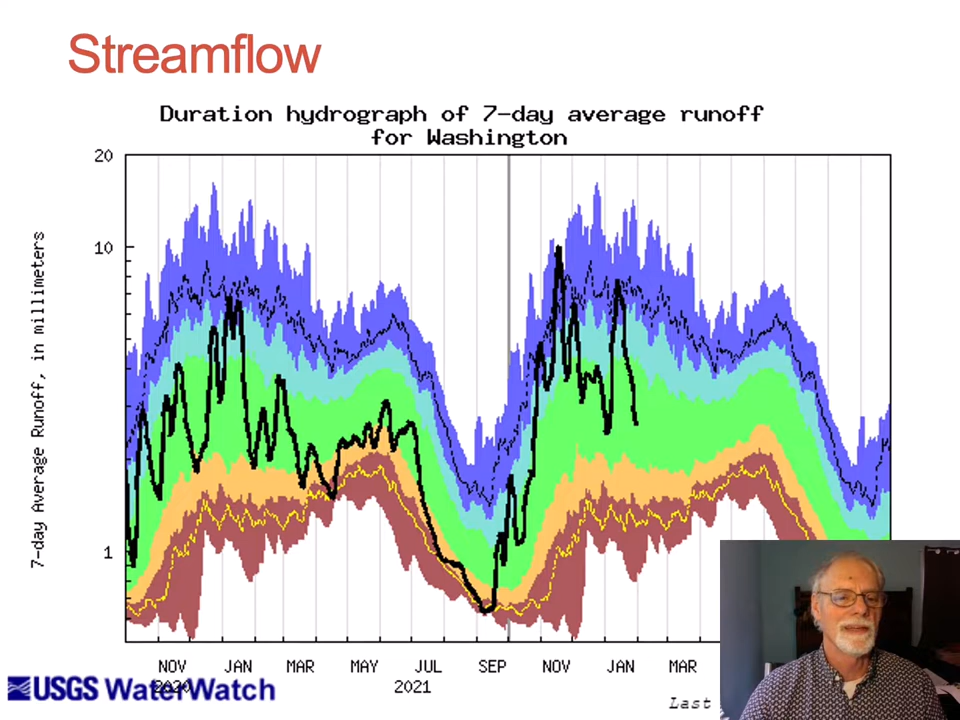 Streamflow
Duration hydrograph of 7-day average runoff
for Washington
20
10
1
7-day Average Runoff, in millimeters
NOV JAN MAR MAY JUL SEP NOV JAN MAR
2020 2021
USGS WaterWatch
Last